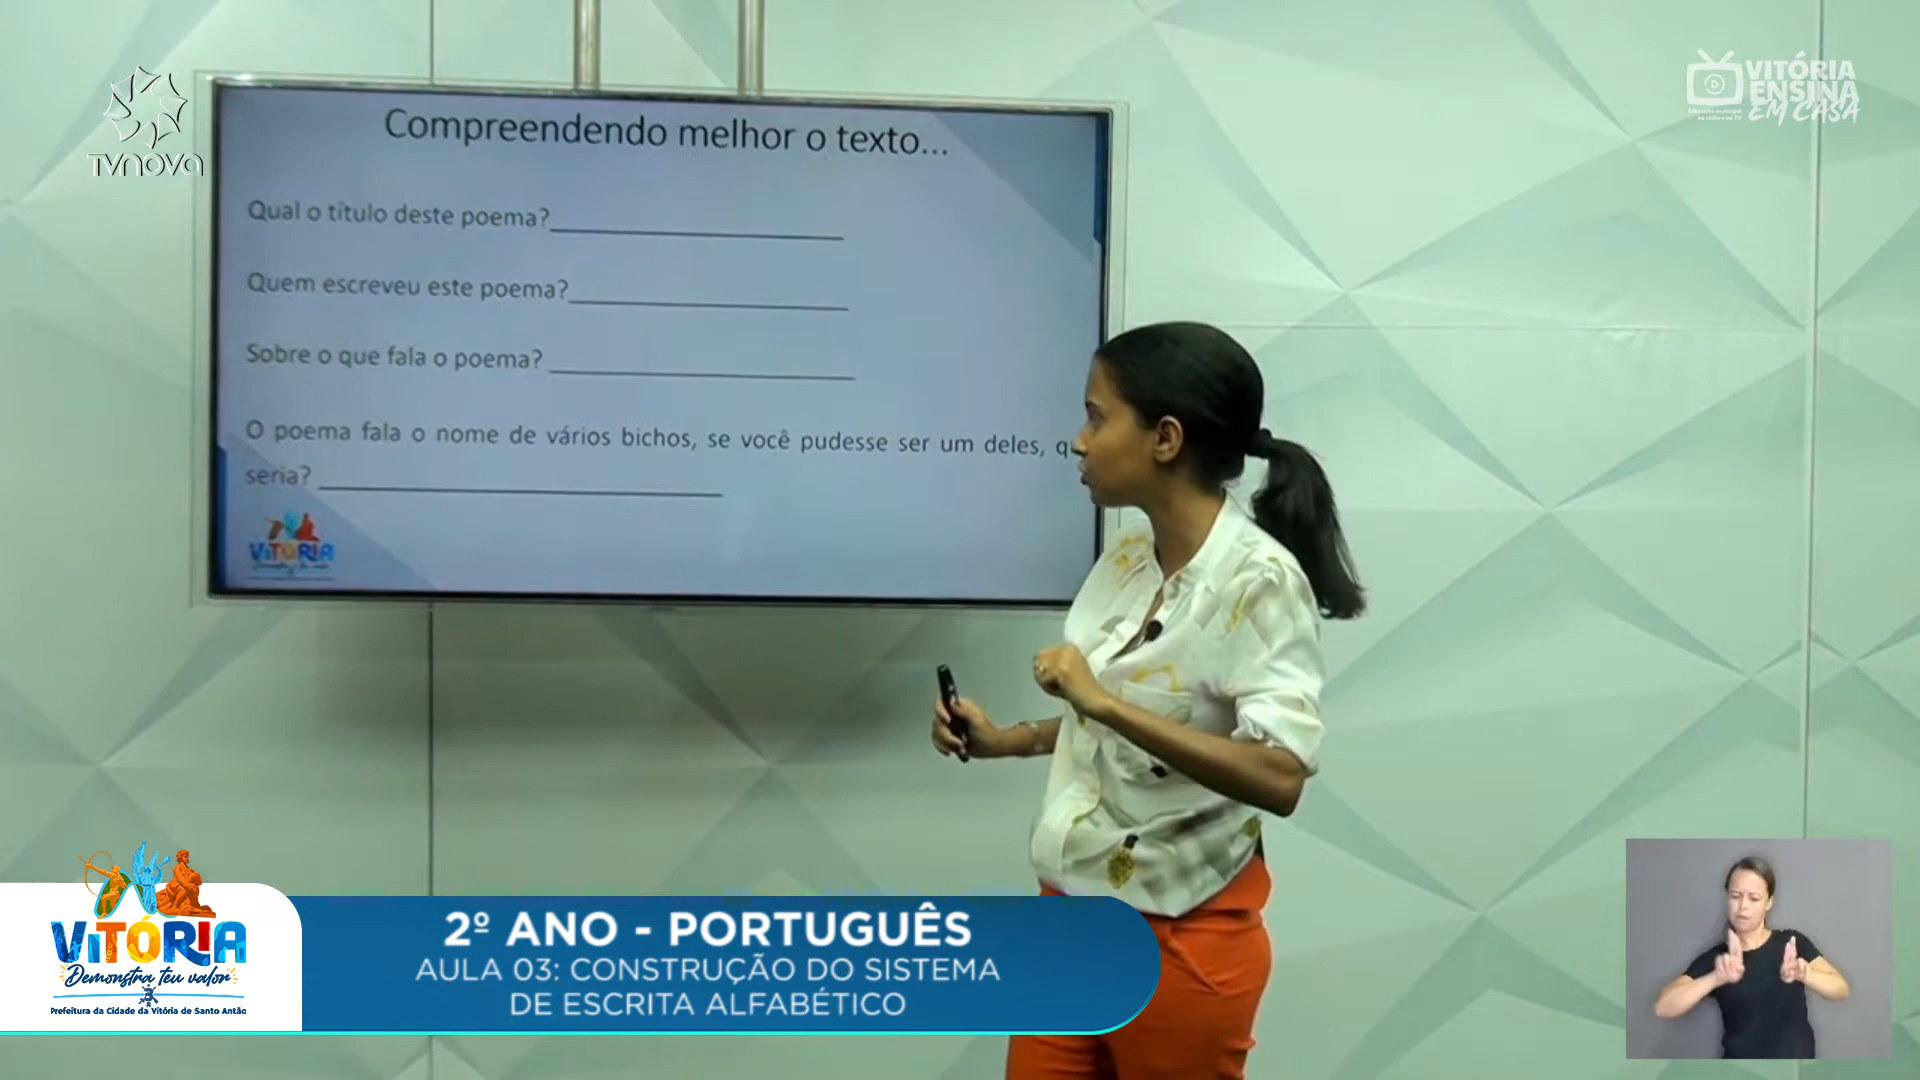 TVNOVA
VITÓRIA
ENSINA
EM CASA
Compreendendo melhor o texto...
Qual o título deste poema?
Quem escreveu este poema?
Sobre o que fala o poema?
O poema fala o nome de vários bichos, se você pudesse ser um deles,
seria?
VITÓRIA
VITÓRIA
Demonstra teu valor
Prefeitura da Cidade da Vitória de Santo Antão
2º ANO - PORTUGUÊS
AULA 03: CONSTRUÇÃO DO SISTEMA
DE ESCRITA ALFABÉTICO